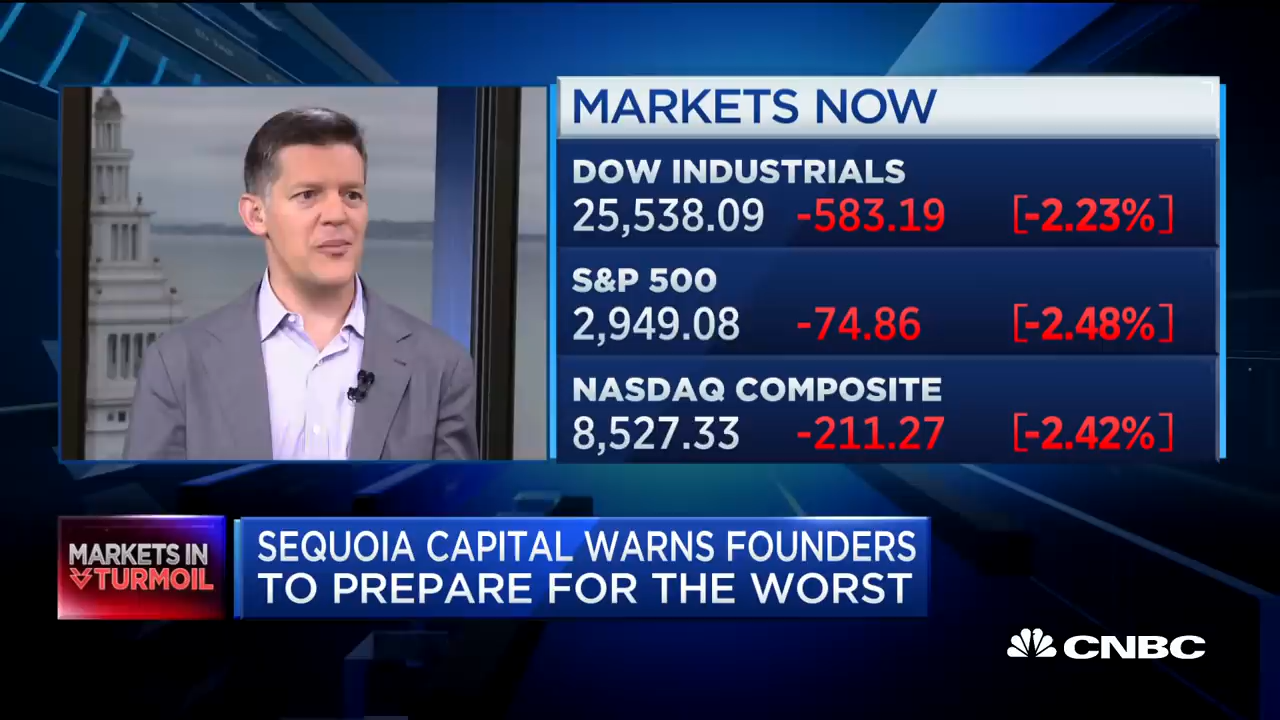 MARKETS NOW
DOW INDUSTRIALS
25,538.09 -583.19 [-2.23%]
S&P 500
2,949.08 -74.86 [-2.48%]
NASDAQ COMPOSITE
8,527.33 -211.27 [-2.42%]
MARKETS IN
TURMOIL
SEQUOIA CAPITAL WARNS FOUNDERS
TO PREPARE FOR THE WORST
CNBC